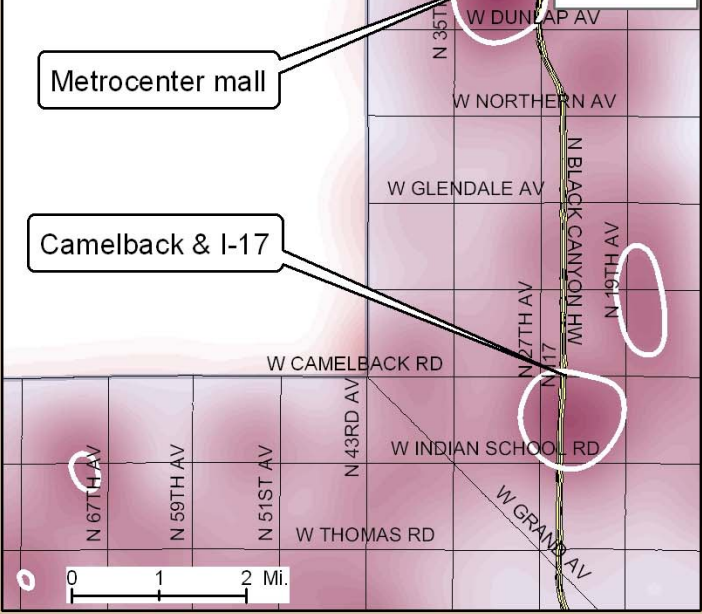 W DUNLAP AV
N 35T
Metrocenter mall
W NORTHERN AV
N BLACK CANYON HW
W GLENDALE AV
Camelback & I-17
N 19TH AV
N 27TH AV
N 17
W CAMELBACK RD
N 43RD AV
W INDIAN SCHOOL RD
N 67TH AV
N 59TH AV
N 51ST AV
W GRAND AV
W THOMAS RD
0 1 2 Mi.